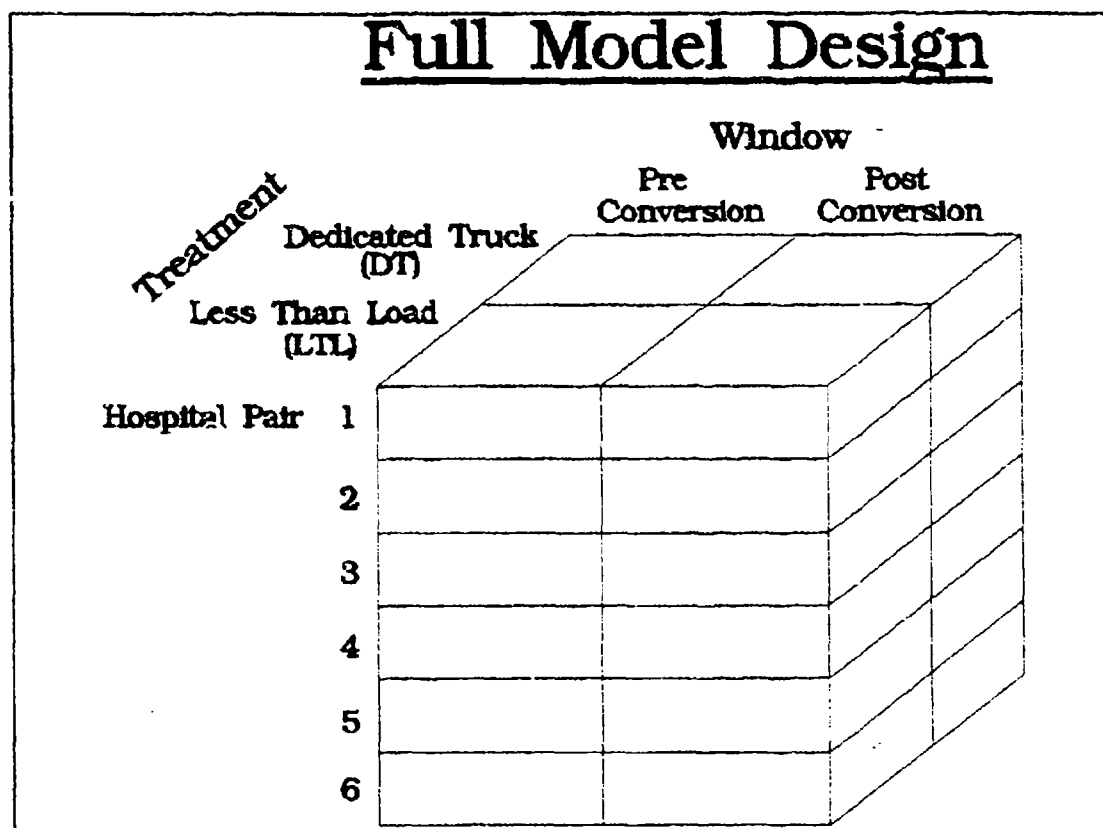 Full Model Design
Window
Pre
Conversion
Post
Conversion
Treatment
Dedicated Truck
(DT)
Less Than Load
(LTL)
Hospital Pair 1
2
3
4
5
6